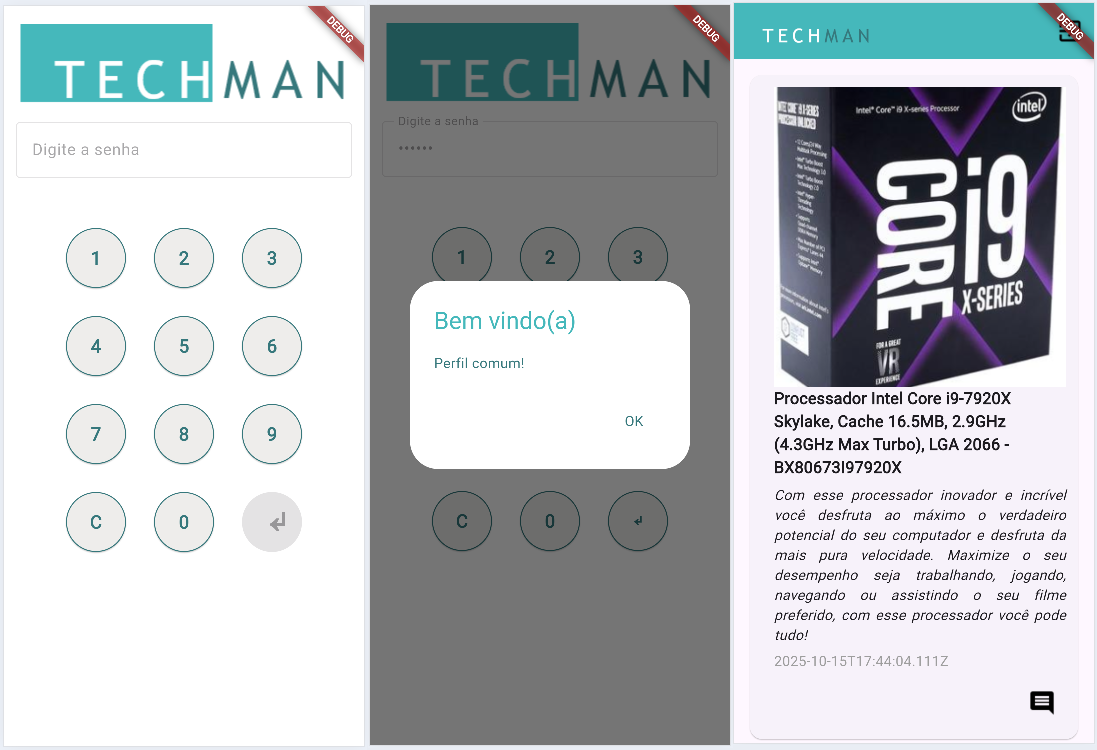 DEBUG
TECHMAN
Digite a senha
1 2 3
4 5 6
7 8 9
C 0
DEBUG
TECHMAN
Digite a senha
••••••
1 2 3
Bem vindo(a)
Perfil comum!
OK
C 0
DEBUG
TECHMAN
Intel® Core™ i9 X-series Processor
intel
CORE i9
X-SERIES
FOR A GREAT
VR
EXPERIENCE
Processador Intel Core i9-7920X
Skylake, Cache 16.5MB, 2.9GHz
(4.3GHz Max Turbo), LGA 2066 -
BX80673I97920X
Com esse processador inovador e incrível
você desfruta ao máximo o verdadeiro
potencial do seu computador e desfruta da
mais pura velocidade. Maximize o seu
desempenho seja trabalhando, jogando,
navegando ou assistindo o seu filme
preferido, com esse processador você pode
tudo!
2025-10-15T17:44:04.111Z